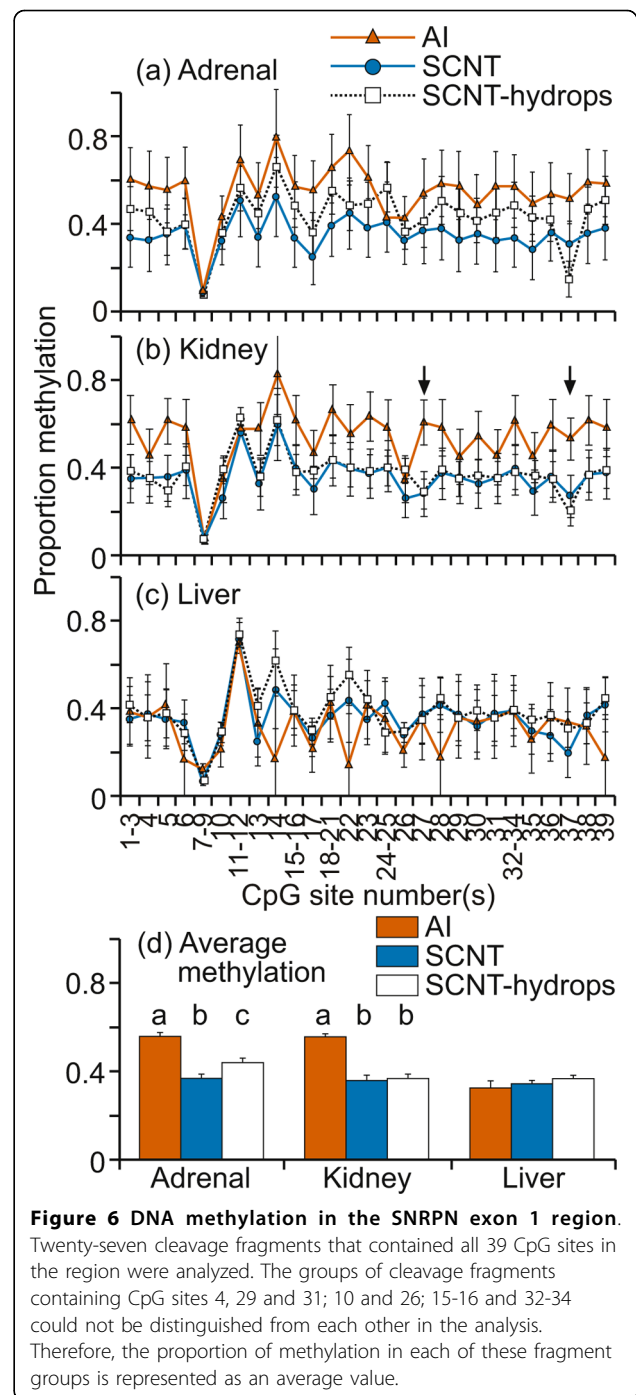 AI
SCNT
SCNT-hydrops
(a) Adrenal
0.8
0.4
0
(b) Kidney
0.8
0.4
0
Proportion methylation
(c) Liver
0.8
0.4
0
1-3 4 5 6 7-9 10 11-12 13 14 15-16 17 18-21 22 23 24-25 26 27 28 29 30 31 32-34 35 36 37 38 39
CpG site number(s)
(d) Average methylation
AI
SCNT
SCNT-hydrops
0.8
0.4
0
a b c a b b
Adrenal Kidney Liver
Figure 6 DNA methylation in the SNRPN exon 1 region.
Twenty-seven cleavage fragments that contained all 39 CpG sites in
the region were analyzed. The groups of cleavage fragments
containing CpG sites 4, 29 and 31; 10 and 26; 15-16 and 32-34
could not be distinguished from each other in the analysis.
Therefore, the proportion of methylation in each of these fragment
groups is represented as an average value.